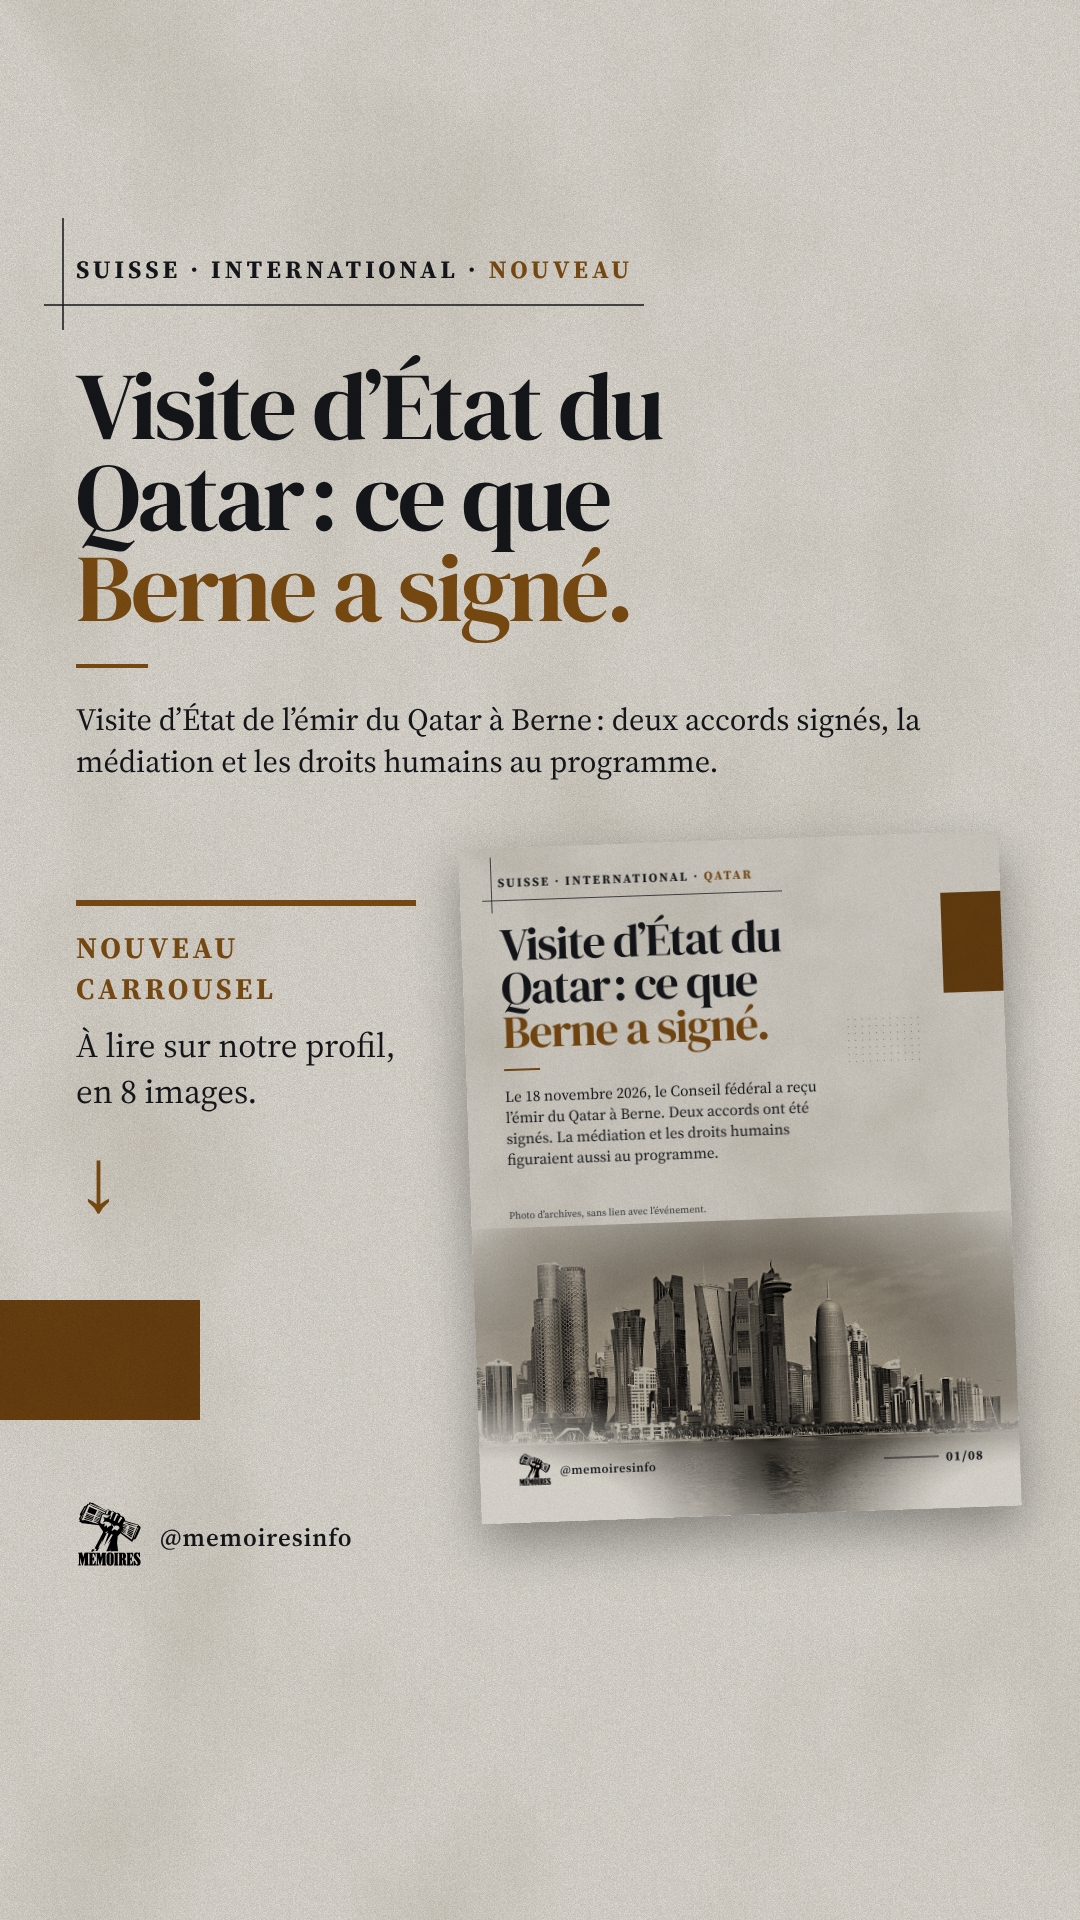 SUISSE · INTERNATIONAL · NOUVEAU
Visite d’État du
Qatar : ce que
Berne a signé.
Visite d’État de l’émir du Qatar à Berne : deux accords signés, la
médiation et les droits humains au programme.
NOUVEAU
CARROUSEL
À lire sur notre profil,
en 8 images.
↓
SUISSE · INTERNATIONAL · QATAR
Visite d’État du
Qatar : ce que
Berne a signé.
Le 18 novembre 2026, le Conseil fédéral a reçu
l’émir du Qatar à Berne. Deux accords ont été
signés. La médiation et les droits humains
figuraient aussi au programme.
Photo d’archives, sans lien avec l’événement.
MÉMOIRES
@memoiresinfo
01/08
MÉMOIRES
@memoiresinfo